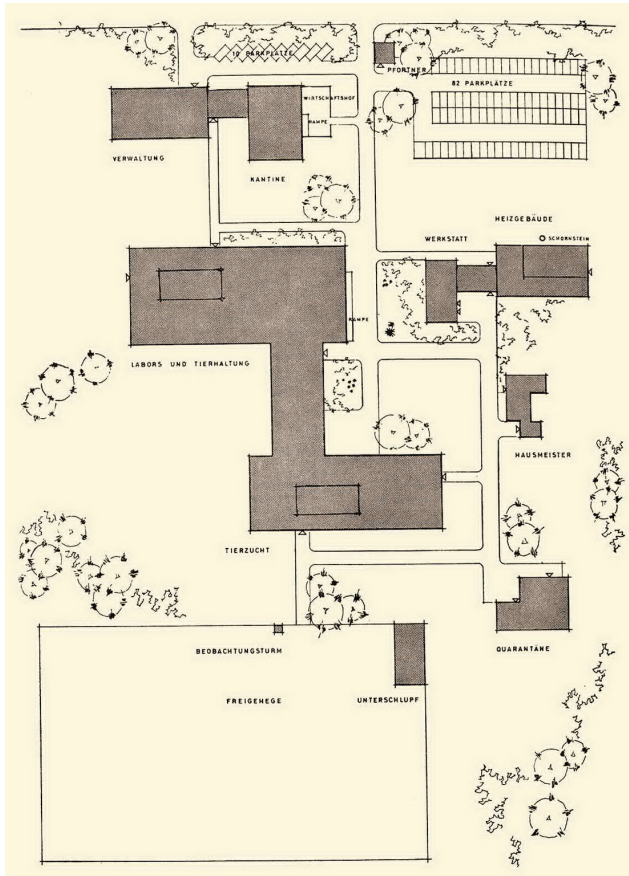 10 PARKPLÄTZE
PFÖRTNER
82 PARKPLÄTZE
WIRTSCHAFTSHOF
RAMPE
VERWALTUNG
KANTINE
HEIZGEBÄUDE
WERKSTATT
SCHORNSTEIN
RAMPE
LABORS UND TIERHALTUNG
HAUSMEISTER
TIERZUCHT
BEOBACHTUNGSTURM
QUARANTÄNE
FREIGEHEGE
UNTERSCHLUPF